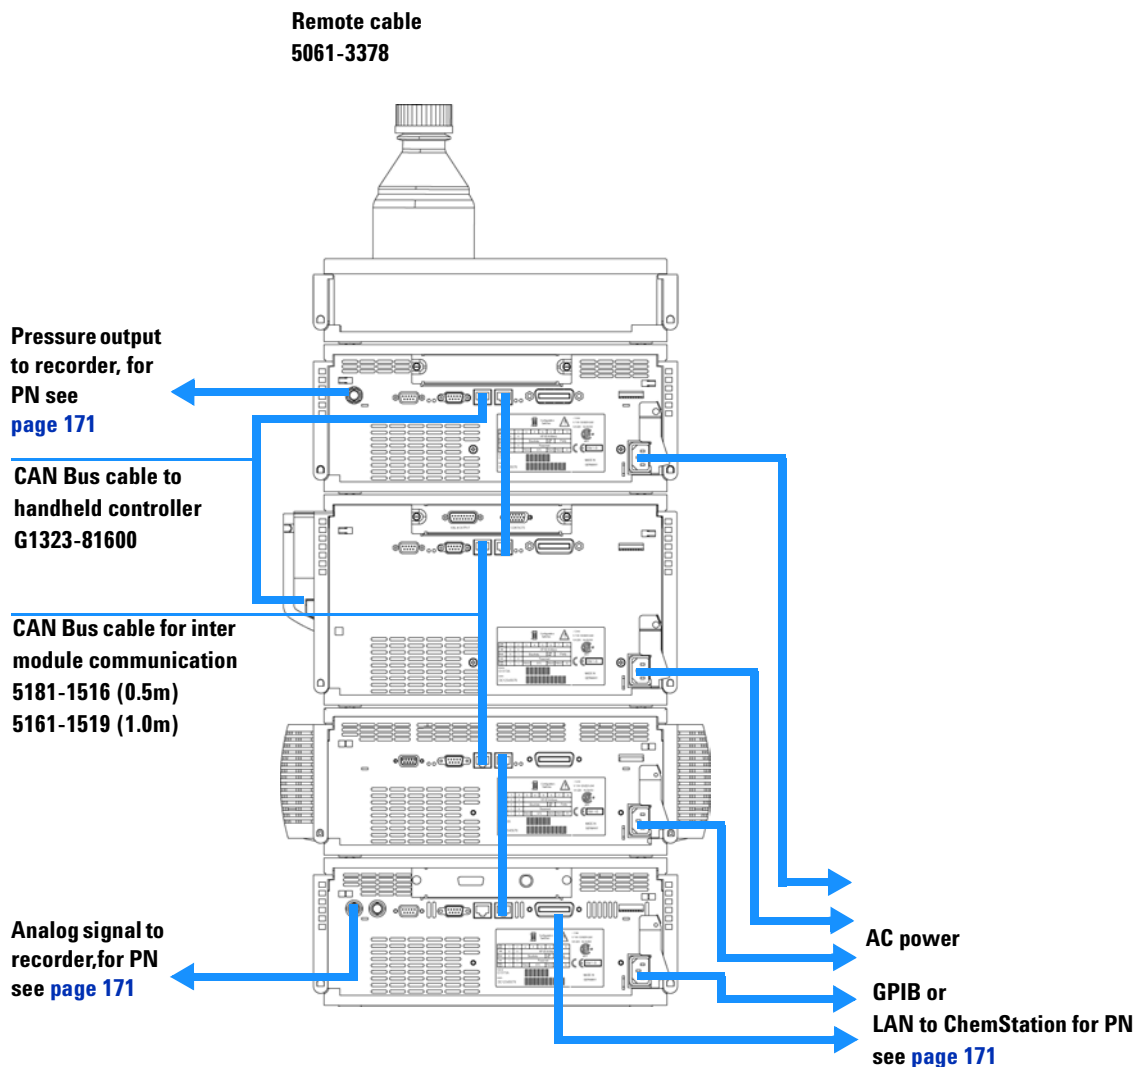 Remote cable
5061-3378
Pressure output
to recorder, for
PN see
page 171
CAN Bus cable to
handheld controller
G1323-81600
CAN Bus cable for inter
module communication
5181-1516 (0.5m)
5161-1519 (1.0m)
Analog signal to
recorder,for PN
see page 171
AC power
GPIB or
LAN to ChemStation for PN
see page 171